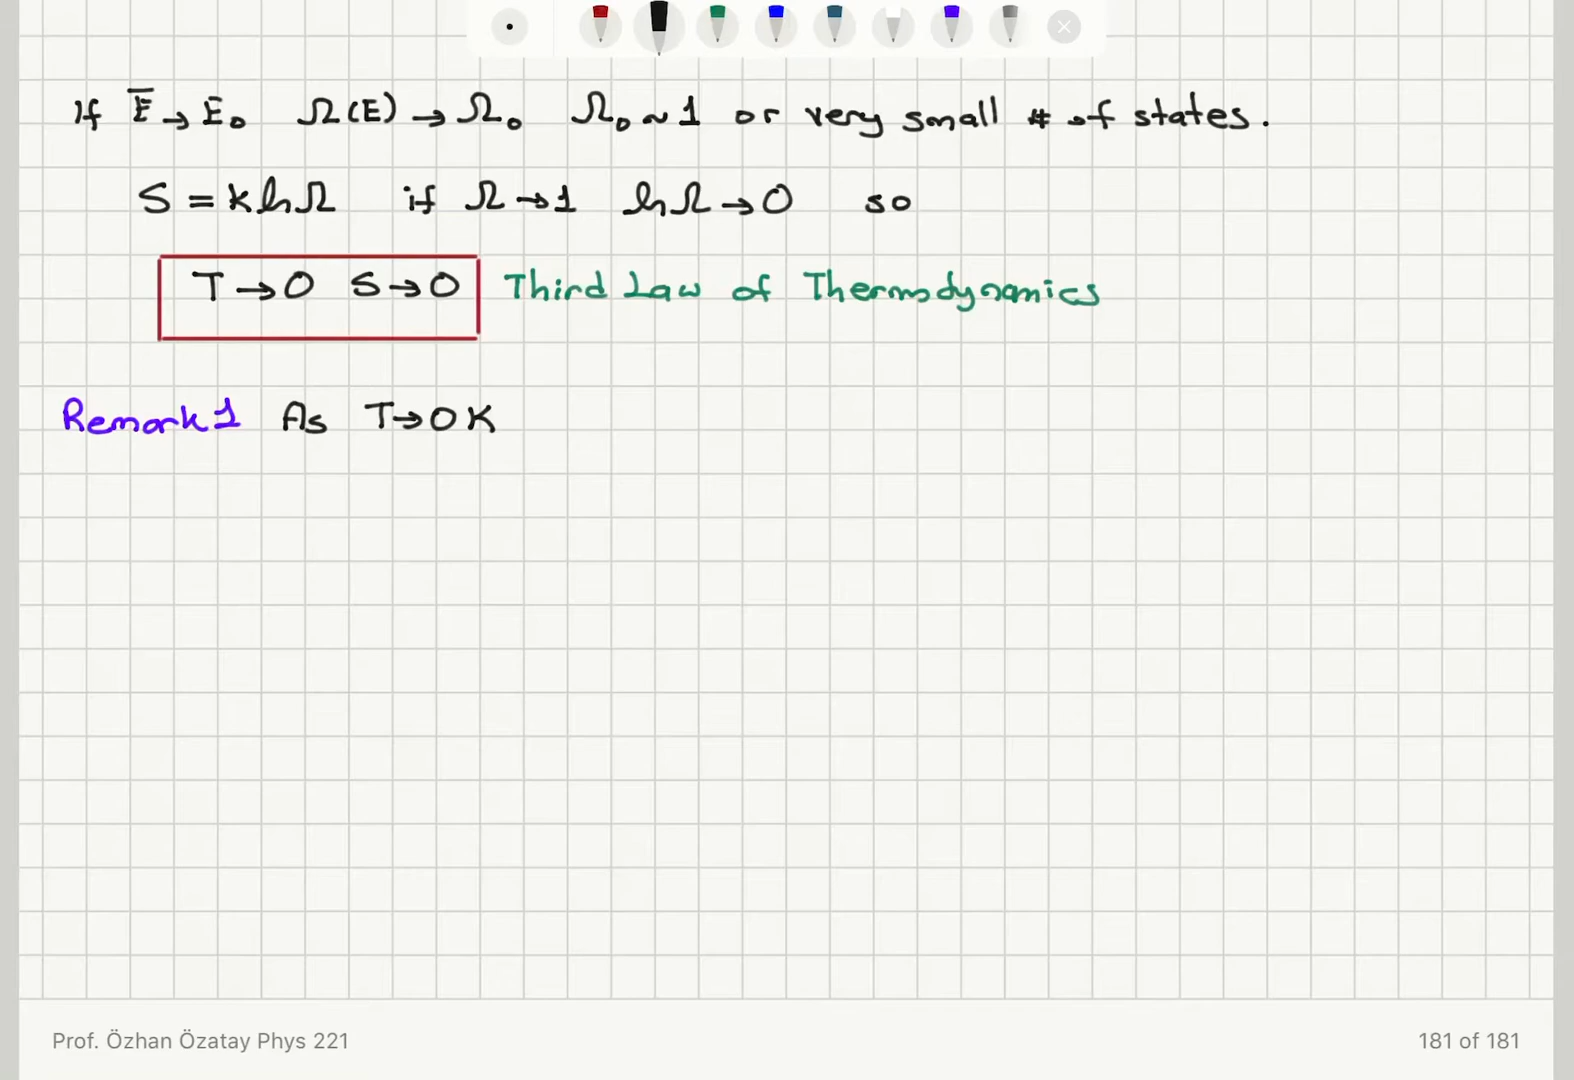 If E̅ → E₀ Ω(E) → Ω₀ Ω₀ ~ 1 or very small # of states.
S = k ln Ω if Ω → 1 ln Ω → 0 so
T → 0 S → 0 Third Law of Thermodynamics
Remark 1 As T → 0 K
Prof. Özhan Özatay Phys 221
181 of 181